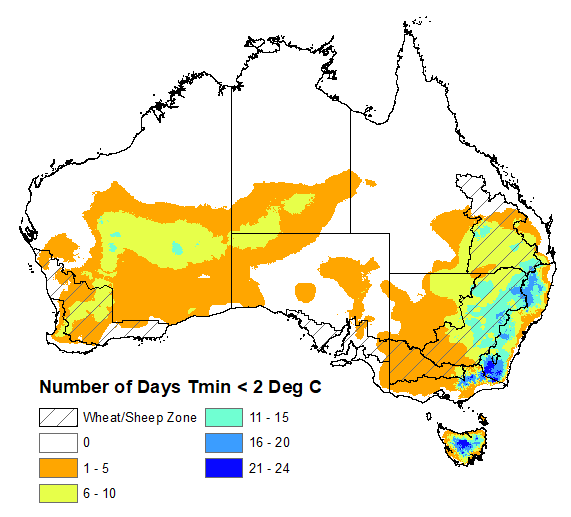 Number of Days Tmin < 2 Deg C
Wheat/Sheep Zone
0
1 - 5
6 - 10
11 - 15
16 - 20
21 - 24